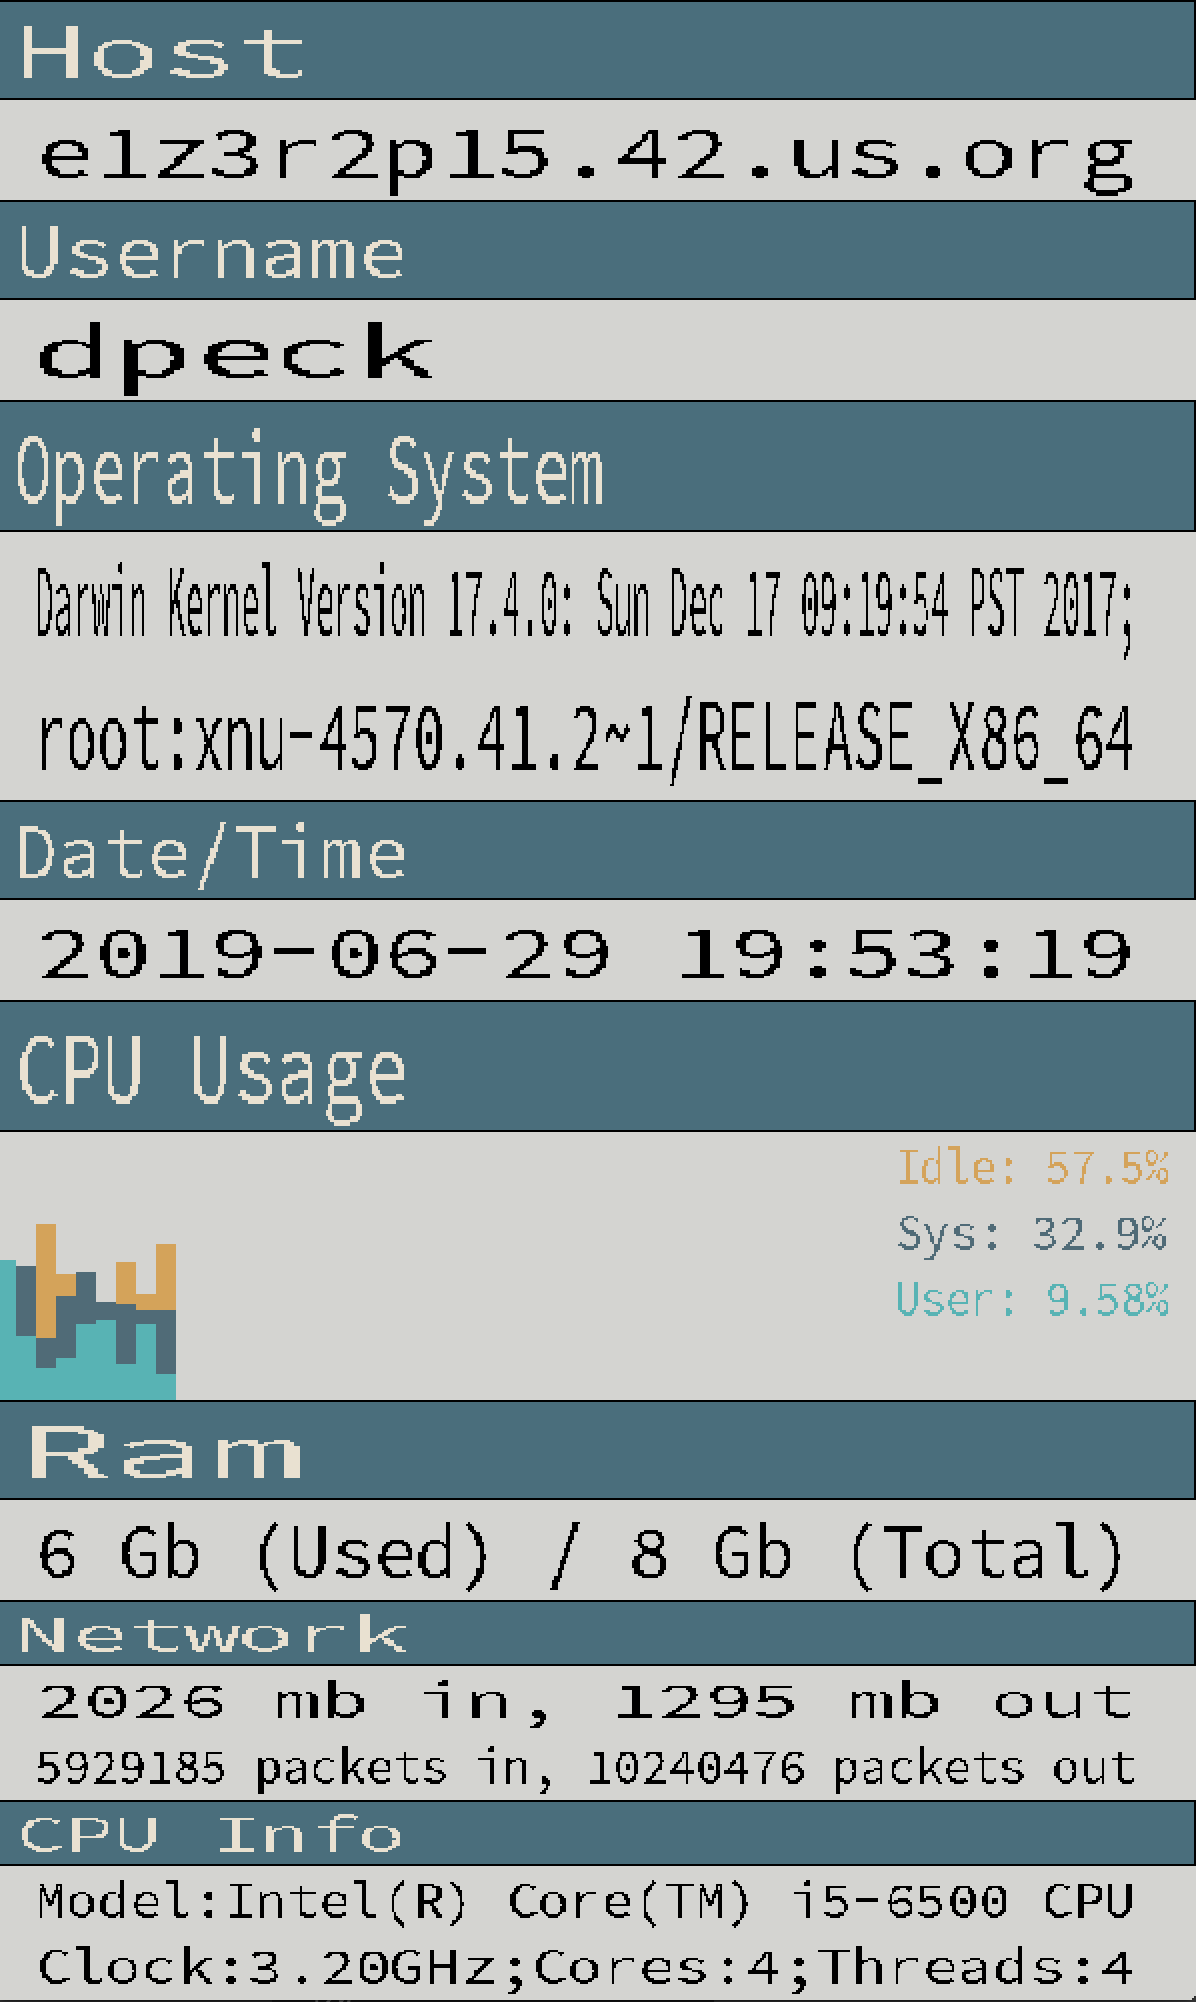 Host
e1z3r2p15.42.us.org
Username
dpeck
Operating System
Darwin Kernel Version 17.4.0: Sun Dec 17 09:19:54 PST 2017;
root:xnu-4570.41.2~1/RELEASE_X86_64
Date/Time
2019-06-29 19:53:19
CPU Usage
Idle: 57.5%
Sys: 32.9%
User: 9.58%
Ram
6 Gb (Used) / 8 Gb (Total)
Network
2026 mb in, 1295 mb out
5929185 packets in, 10240476 packets out
CPU Info
Model:Intel(R) Core(TM) i5-6500 CPU
Clock:3.20GHz;Cores:4;Threads:4